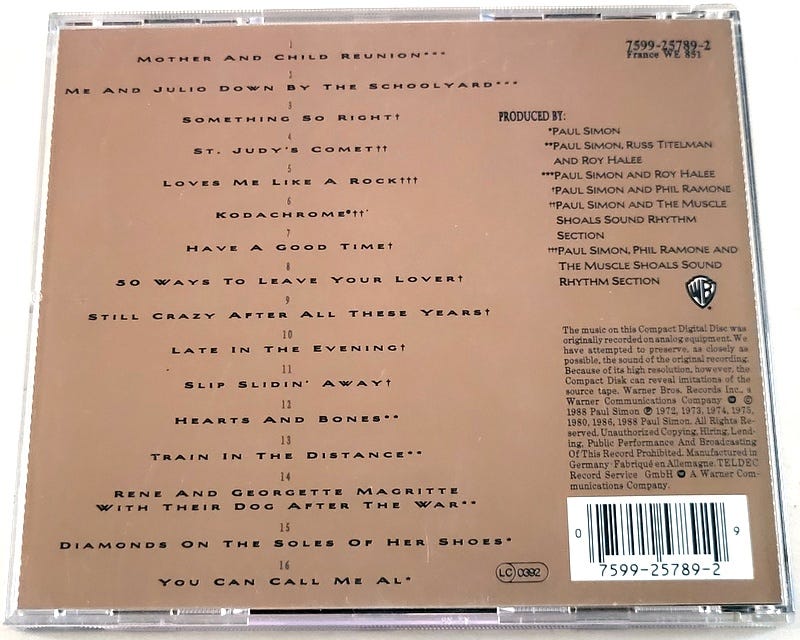 1
MOTHER AND CHILD REUNION***
2
ME AND JULIO DOWN BY THE SCHOOLYARD***
3
SOMETHING SO RIGHT†
4
ST. JUDY'S COMET††
5
LOVES ME LIKE A ROCK†††
6
KODACHROME®††
7
HAVE A GOOD TIME†
8
50 WAYS TO LEAVE YOUR LOVER†
9
STILL CRAZY AFTER ALL THESE YEARS†
10
LATE IN THE EVENING†
11
SLIP SLIDIN' AWAY†
12
HEARTS AND BONES**
13
TRAIN IN THE DISTANCE**
14
RENE AND GEORGETTE MAGRITTE
WITH THEIR DOG AFTER THE WAR**
15
DIAMONDS ON THE SOLES OF HER SHOES*
16
YOU CAN CALL ME AL*
7599-25789-2
France WE 851
PRODUCED BY:
*PAUL SIMON
**PAUL SIMON, RUSS TITELMAN
AND ROY HALEE
***PAUL SIMON AND ROY HALEE
†PAUL SIMON AND PHIL RAMONE
††PAUL SIMON AND THE MUSCLE
SHOALS SOUND RHYTHM
SECTION
†††PAUL SIMON, PHIL RAMONE AND
THE MUSCLE SHOALS SOUND
RHYTHM SECTION
WB
The music on this Compact Digital Disc was
originally recorded on analog equipment. We
have attempted to preserve, as closely as
possible, the sound of the original recording.
Because of its high resolution, however, the
Compact Disk can reveal imitations of the
source tape. Warner Bros. Records Inc., a
Warner Communications Company ©
1988 Paul Simon ℗ 1972, 1973, 1974, 1975,
1980, 1986, 1988 Paul Simon. All Rights Re-
served. Unauthorized Copying, Hiring, Lend-
ing, Public Performance And Broadcasting
Of This Record Prohibited. Manufactured in
Germany · Fabriqué en Allemagne. TELDEC
Record Service GmbH A Warner Com-
munications Company.
0 9
7599-25789-2
LC 0392